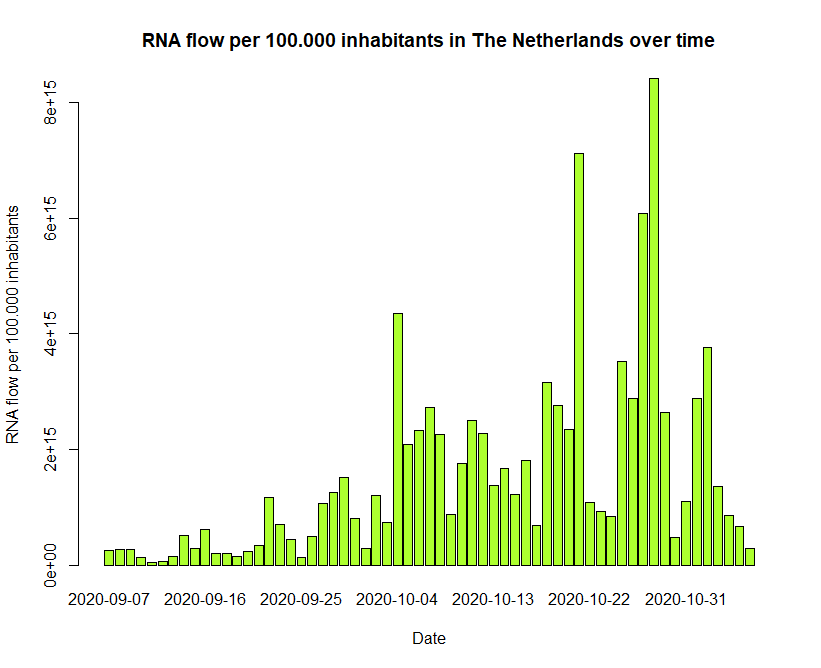 RNA flow per 100.000 inhabitants in The Netherlands over time
RNA flow per 100.000 inhabitants
8e+15
6e+15
4e+15
2e+15
0e+00
2020-09-07 2020-09-16 2020-09-25 2020-10-04 2020-10-13 2020-10-22 2020-10-31
Date